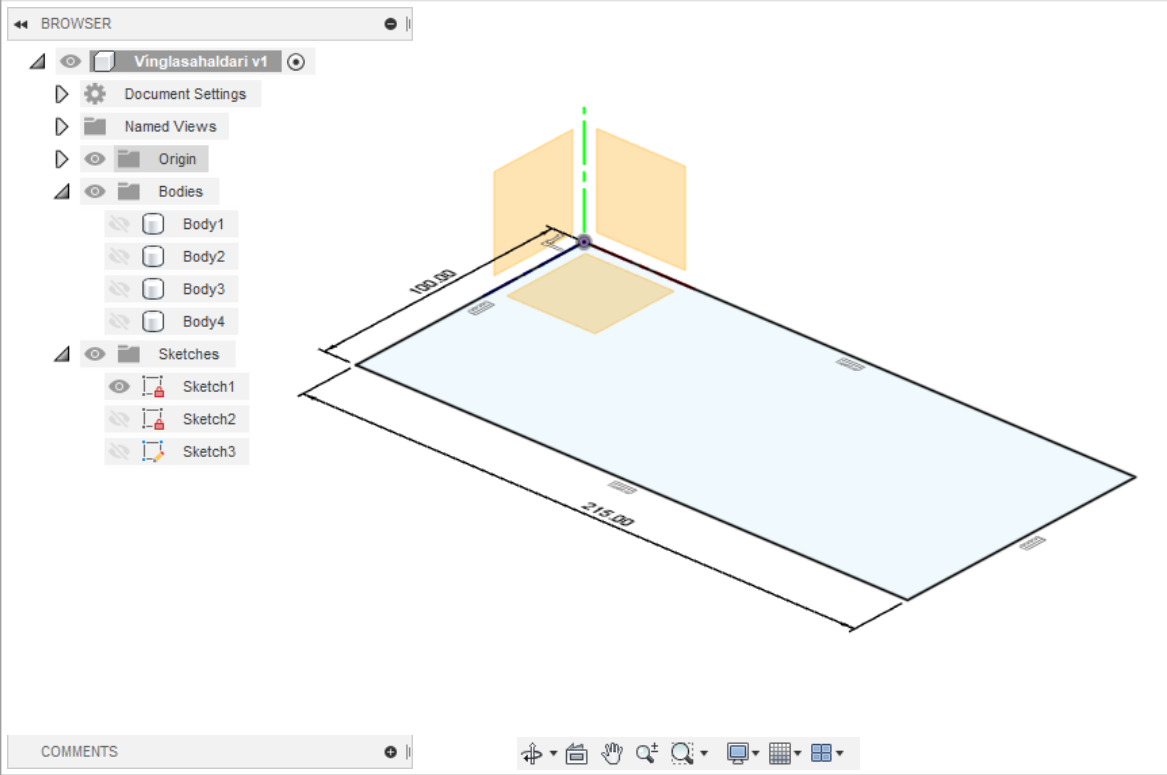 BROWSER
Vínglasahaldari v1
Document Settings
Named Views
Origin
Bodies
Body1
Body2
Body3
Body4
Sketches
Sketch1
Sketch2
Sketch3
100.00
215.00
COMMENTS